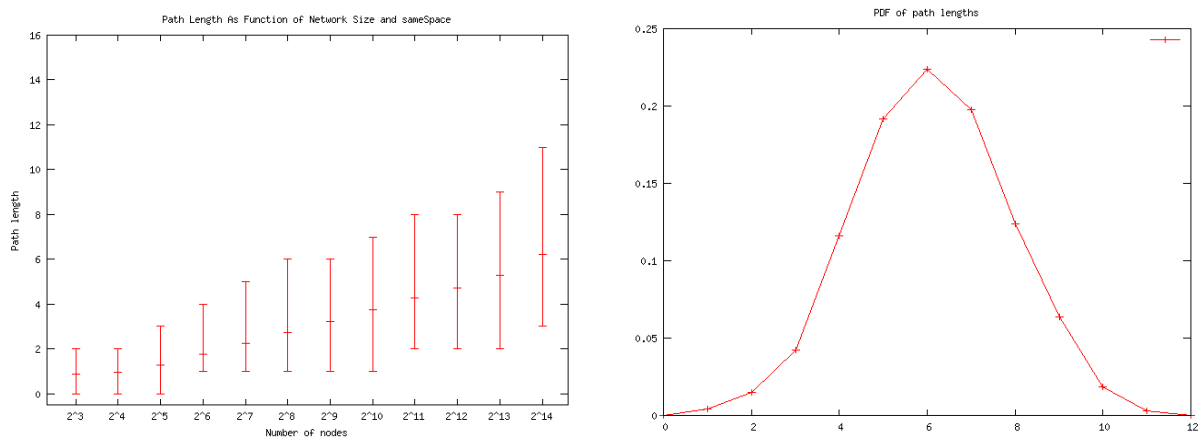 Path Length As Function of Network Size and sameSpace
16
14
12
10
8
6
4
2
0
Path length
2^3 2^4 2^5 2^6 2^7 2^8 2^9 2^10 2^11 2^12 2^13 2^14
Number of nodes
PDF of path lengths
0.25
0.2
0.15
0.1
0.05
0
0 2 4 6 8 10 12